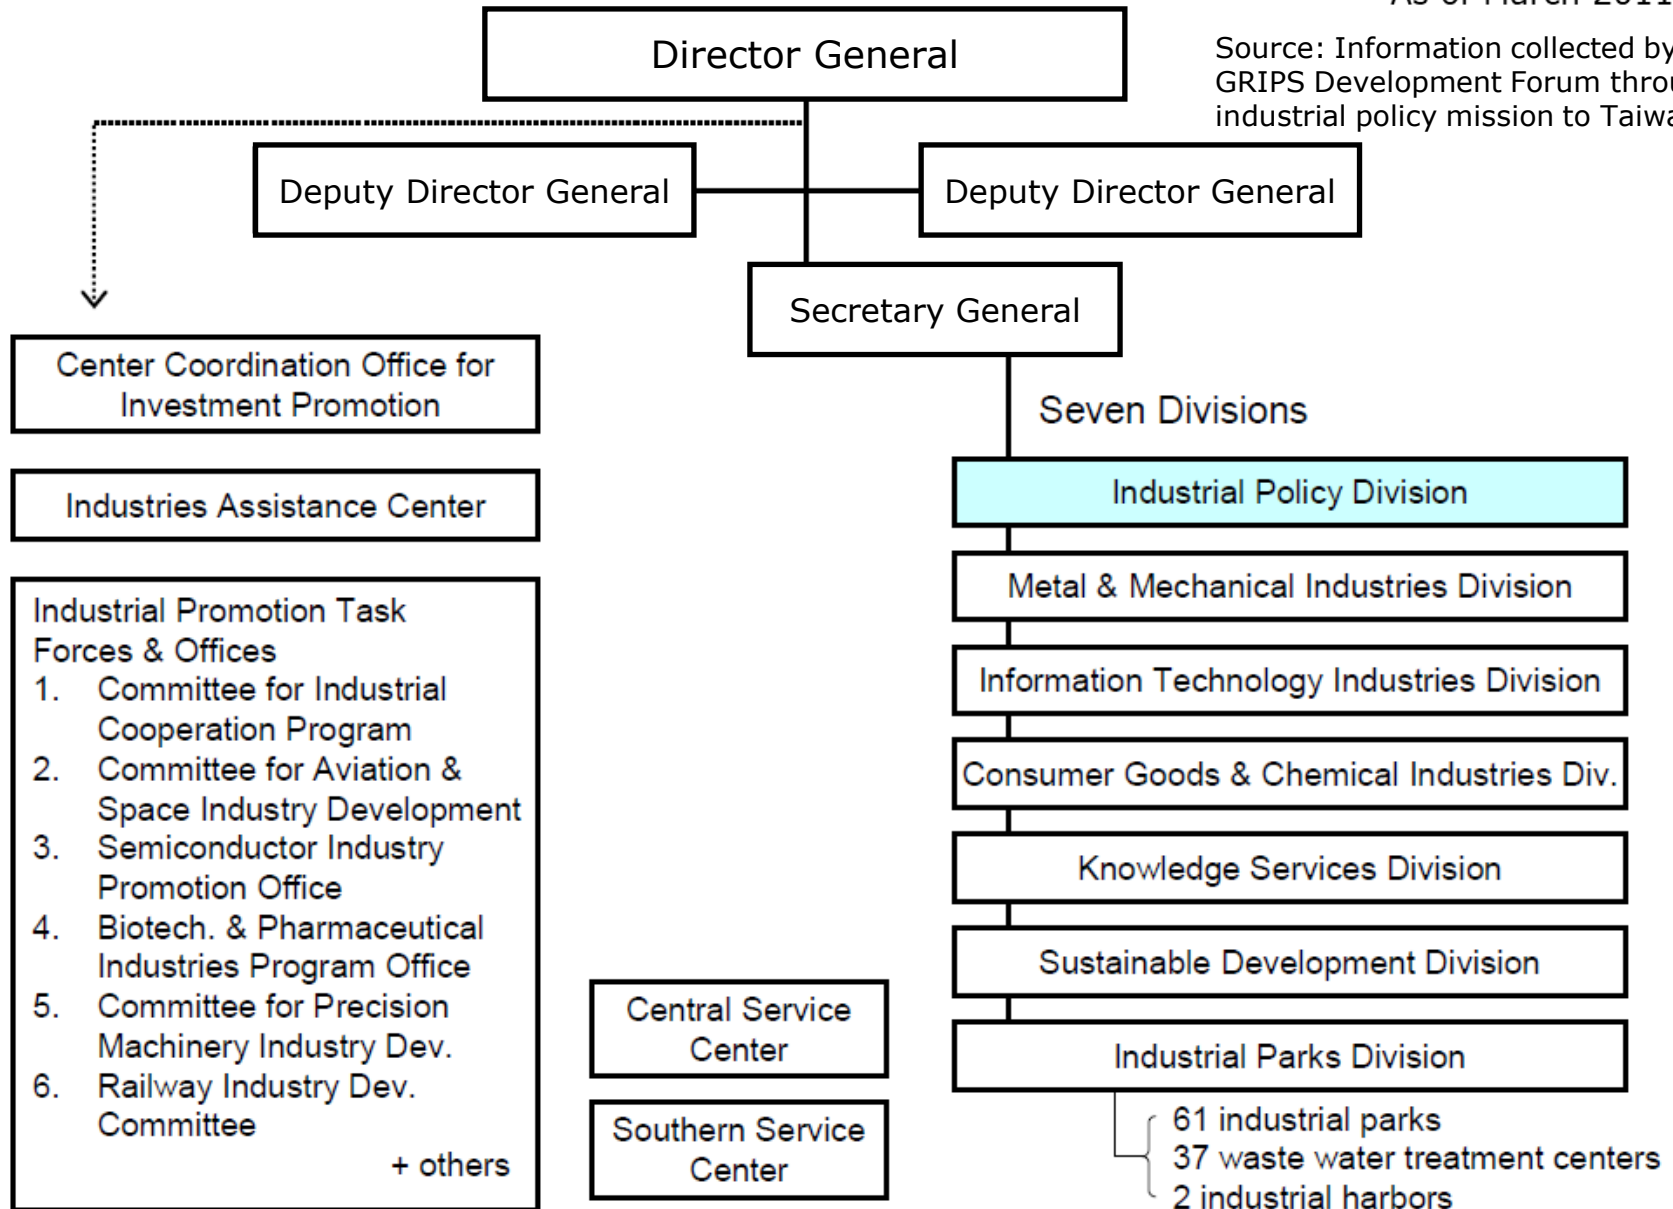 As of March 2011
Director General
Source: Information collected by
GRIPS Development Forum
industrial policy mission to
Deputy Director General
Deputy Director General
Secretary General
Center Coordination Office for
Investment Promotion
Industries Assistance Center
Industrial Promotion Task
Forces & Offices
1. Committee for Industrial
Cooperation Program
2. Committee for Aviation &
Space Industry Development
3. Semiconductor Industry
Promotion Office
4. Biotech. & Pharmaceutical
Industries Program Office
5. Committee for Precision
Machinery Industry Dev.
6. Railway Industry Dev.
Committee
+ others
Central Service
Center
Southern Service
Center
Seven Divisions
Industrial Policy Division
Metal & Mechanical Industries Division
Information Technology Industries Division
Consumer Goods & Chemical Industries Div.
Knowledge Services Division
Sustainable Development Division
Industrial Parks Division
61 industrial parks
37 waste water treatment centers
2 industrial harbors